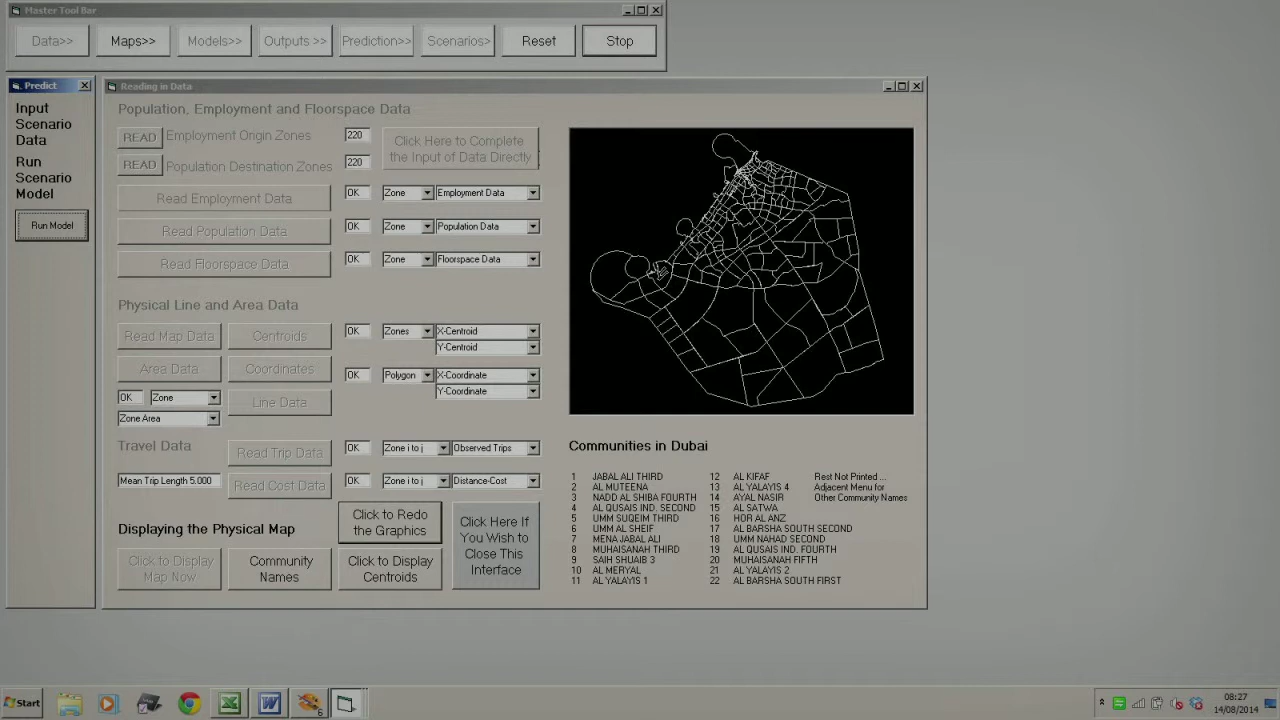 Master Tool Bar
Data>>
Maps>>
Models>>
Outputs >>
Prediction>>
Scenarios>
Reset
Stop
Predict
Input
Scenario
Data
Run
Scenario
Model
Run Model
Reading in Data
Population, Employment and Floorspace Data
READ Employment Origin Zones 220
READ Population Destination Zones 220
Click Here to Complete
the Input of Data Directly
Read Employment Data OK Zone Employment Data
Read Population Data OK Zone Population Data
Read Floorspace Data OK Zone Floorspace Data
Physical Line and Area Data
Read Map Data Centroids OK Zones X-Centroid
Y-Centroid
Area Data Coordinates OK Polygon X-Coordinate
Y-Coordinate
OK Zone Line Data
Zone Area
Travel Data Read Trip Data OK Zone i to j Observed Trips
Mean Trip Length 5.000 Read Cost Data OK Zone i to j Distance-Cost
Displaying the Physical Map
Click to Redo
the Graphics
Click Here If
You Wish to
Close This
Interface
Click to Display
Map Now
Community
Names
Click to Display
Centroids
Communities in Dubai
1 JABAL ALI THIRD
2 AL MUTEENA
3 NADD AL SHIBA FOURTH
4 AL QUSAIS IND. SECOND
5 UMM SUQEIM THIRD
6 UMM AL SHEIF
7 MENA JABAL ALI
8 MUHAISANAH THIRD
9 SAIH SHUAIB 3
10 AL MERYAL
11 AL YALAYIS 1
12 AL KIFAF
13 AL YALAYIS 4
14 AYAL NASIR
15 AL SATWA
16 HOR AL ANZ
17 AL BARSHA SOUTH SECOND
18 UMM NAHAD SECOND
19 AL QUSAIS IND. FOURTH
20 MUHAISNAH FIFTH
21 AL YALAYIS 2
22 AL BARSHA SOUTH FIRST
Rest Not Printed ...
Adjacent Menu for
Other Community Names
Start
08:27
14/08/2014